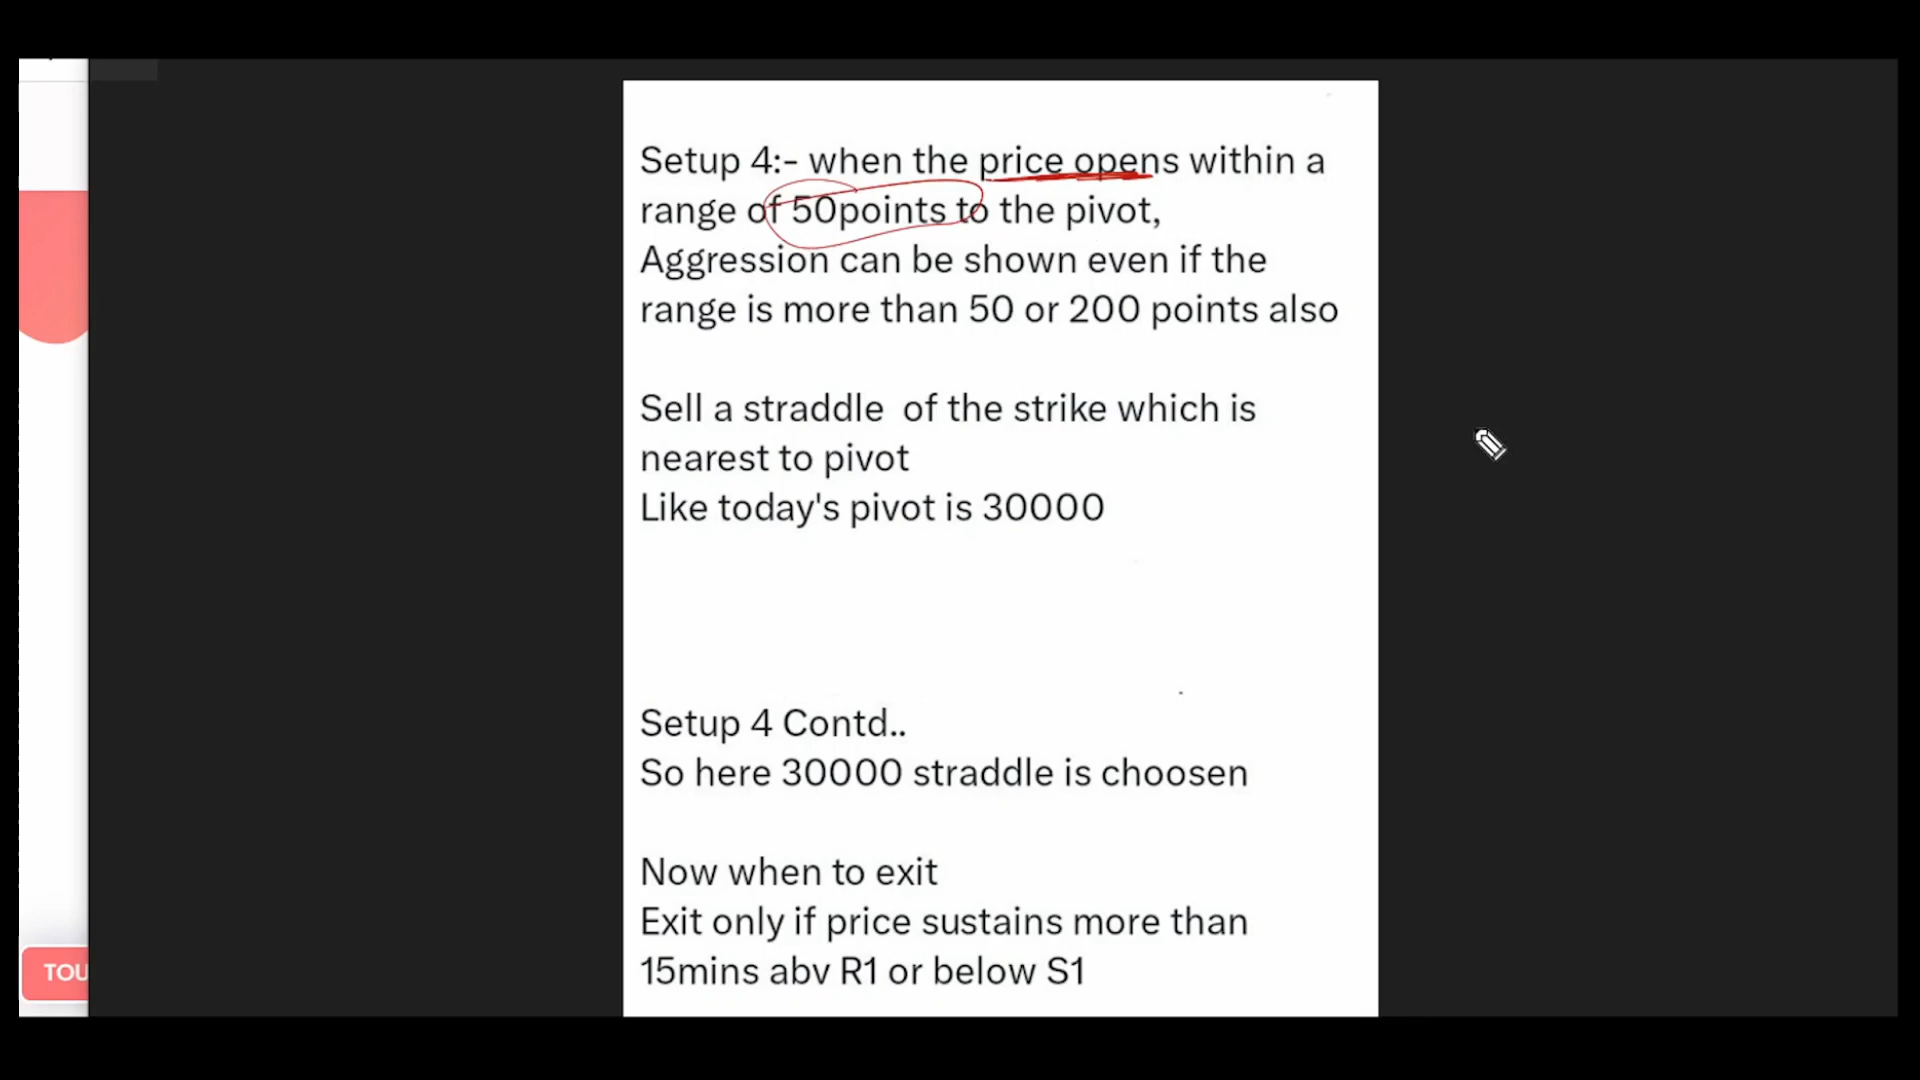 Setup 4:- when the price opens within a
range of 50points to the pivot,
Aggression can be shown even if the
range is more than 50 or 200 points also
Sell a straddle  of the strike which is
nearest to pivot
Like today's pivot is 30000
Setup 4 Contd..
So here 30000 straddle is choosen
Now when to exit
Exit only if price sustains more than
15mins abv R1 or below S1
TOU